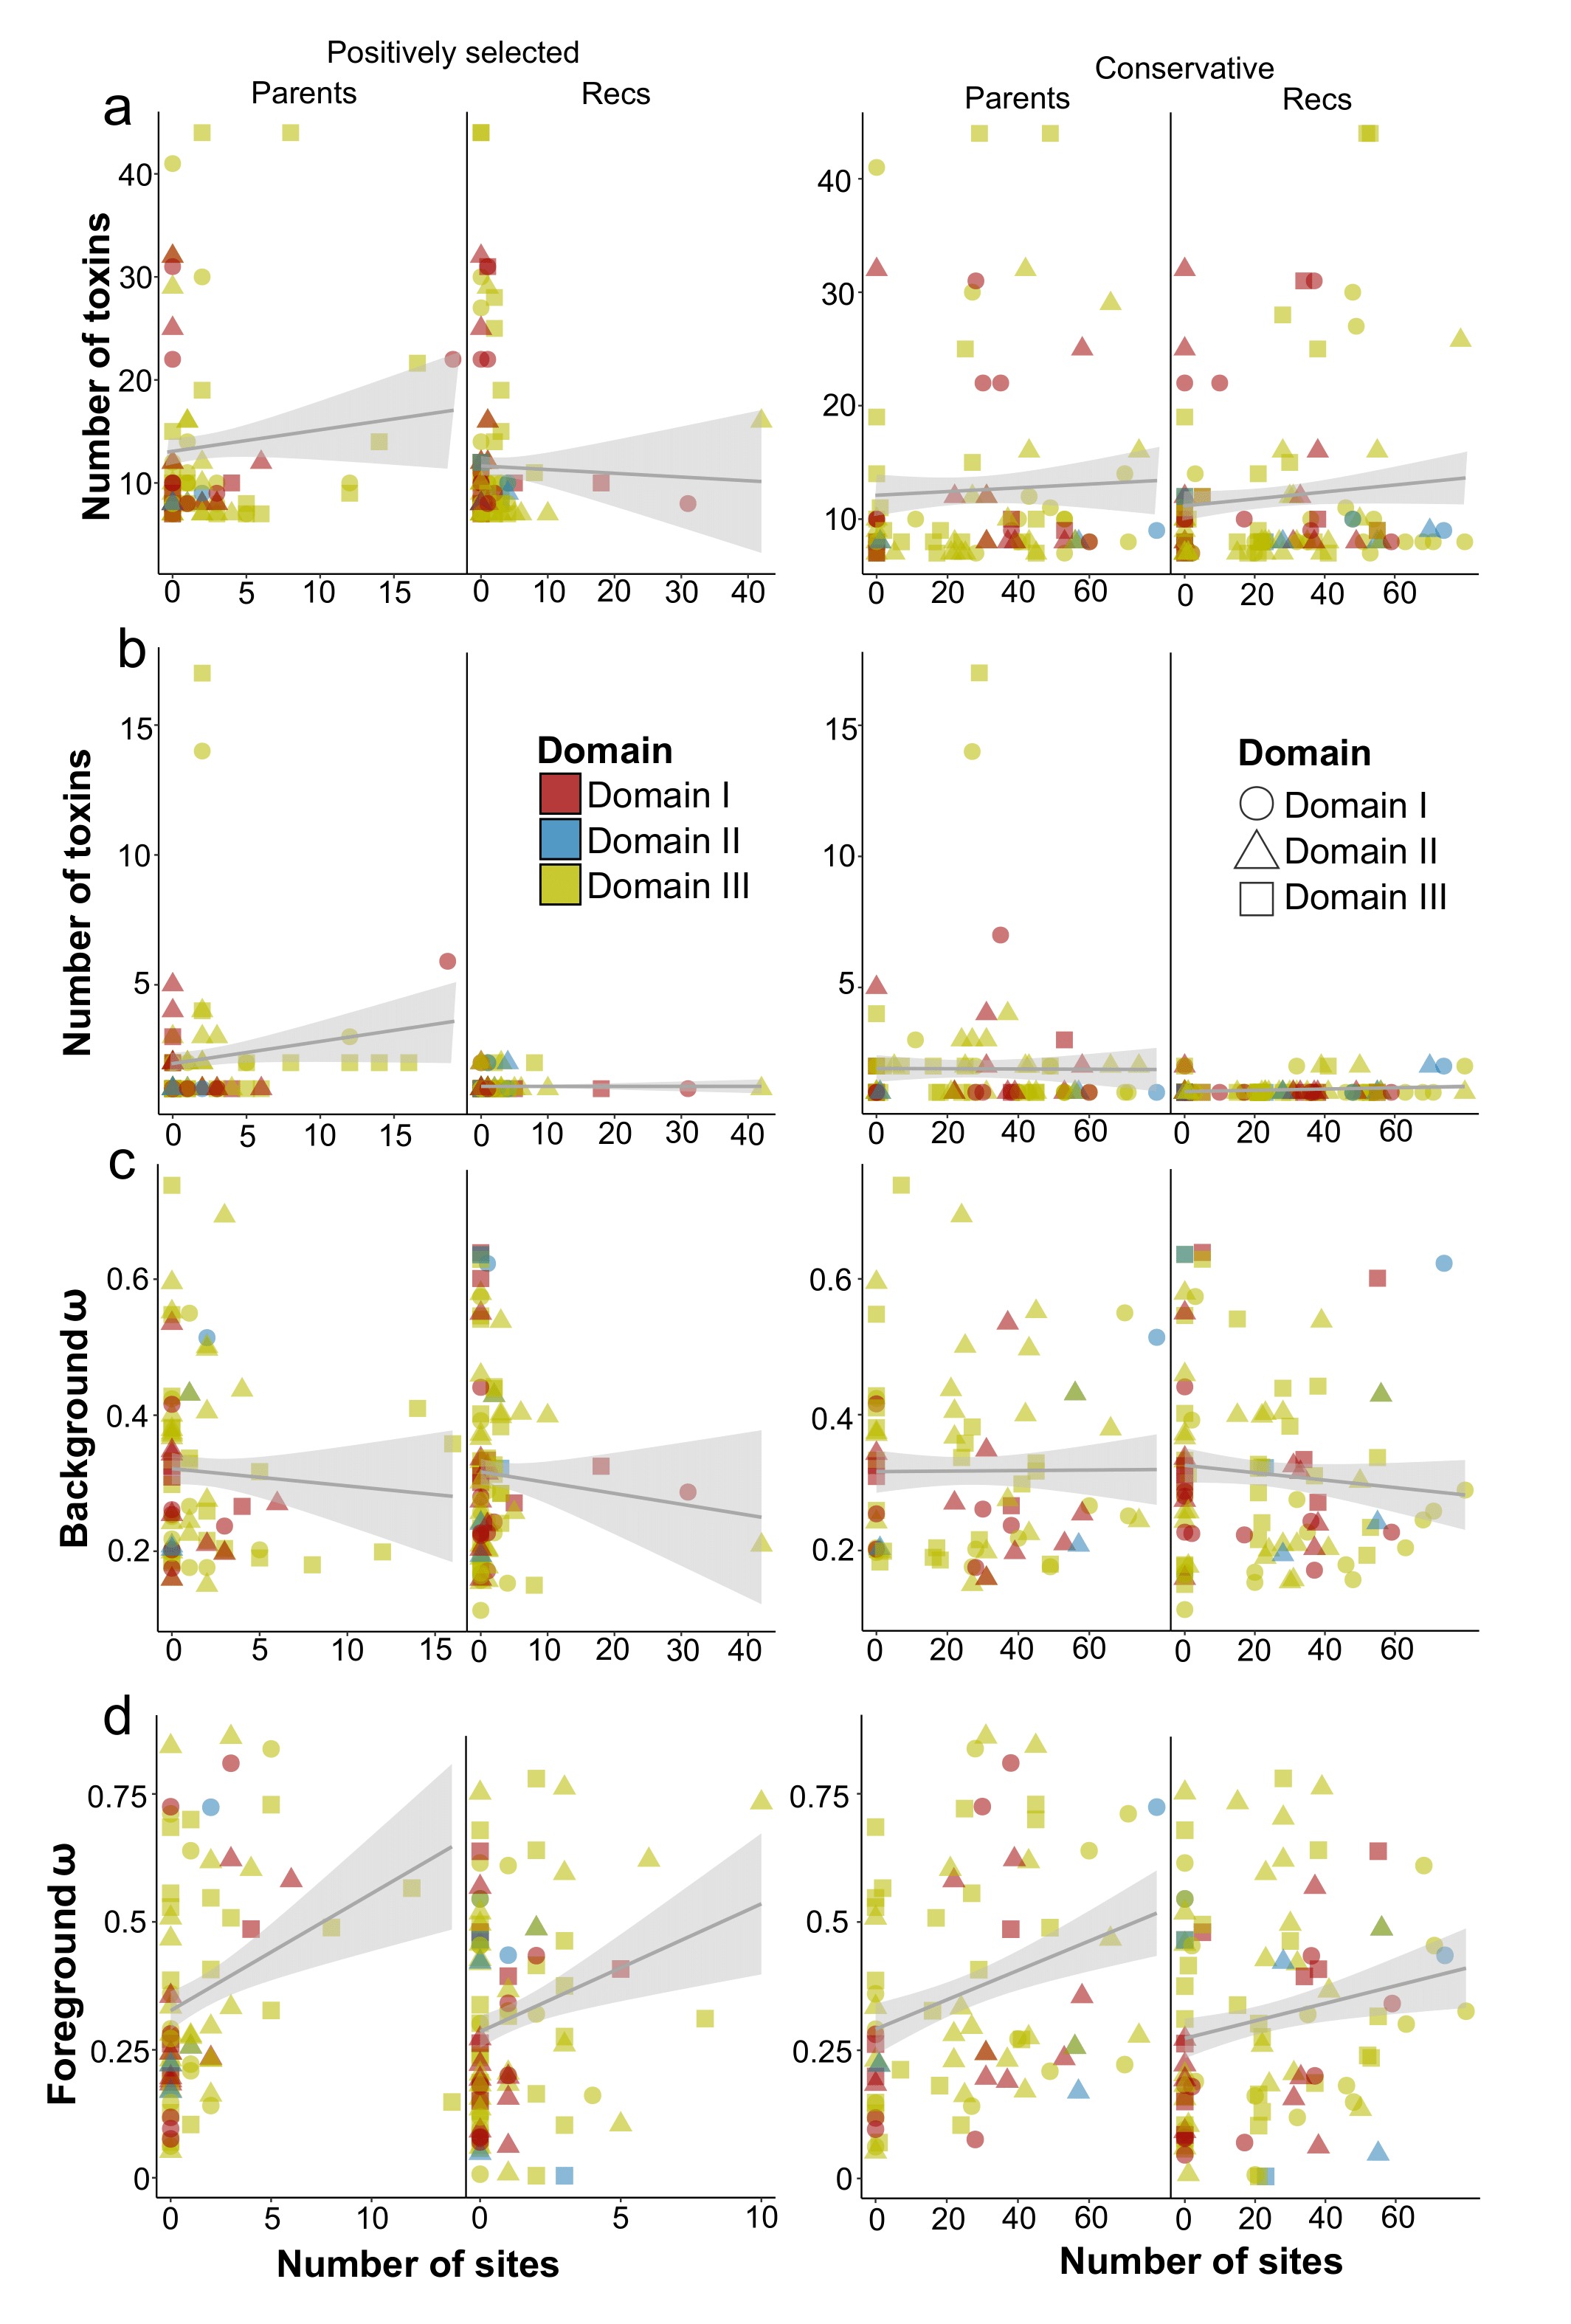 Positively selected
Conservative
Parents Recs Parents Recs
a
Number of toxins
40
30
20
10
0 5 10 15 0 10 20 30 40
40
30
20
10
0 20 40 60 0 20 40 60
b
Number of toxins
15
10
5
0 5 10 15 0 10 20 30 40
Domain
Domain I
Domain II
Domain III
15
10
5
0 20 40 60 0 20 40 60
Domain
Domain I
Domain II
Domain III
c
Background ω
0.6
0.4
0.2
0 5 10 15 0 10 20 30 40
0.6
0.4
0.2
0 20 40 60 0 20 40 60
d
Foreground ω
0.75
0.5
0.25
0
0 5 10 0 5 10
0.75
0.5
0.25
0
0 20 40 60 0 20 40 60
Number of sites
Number of sites